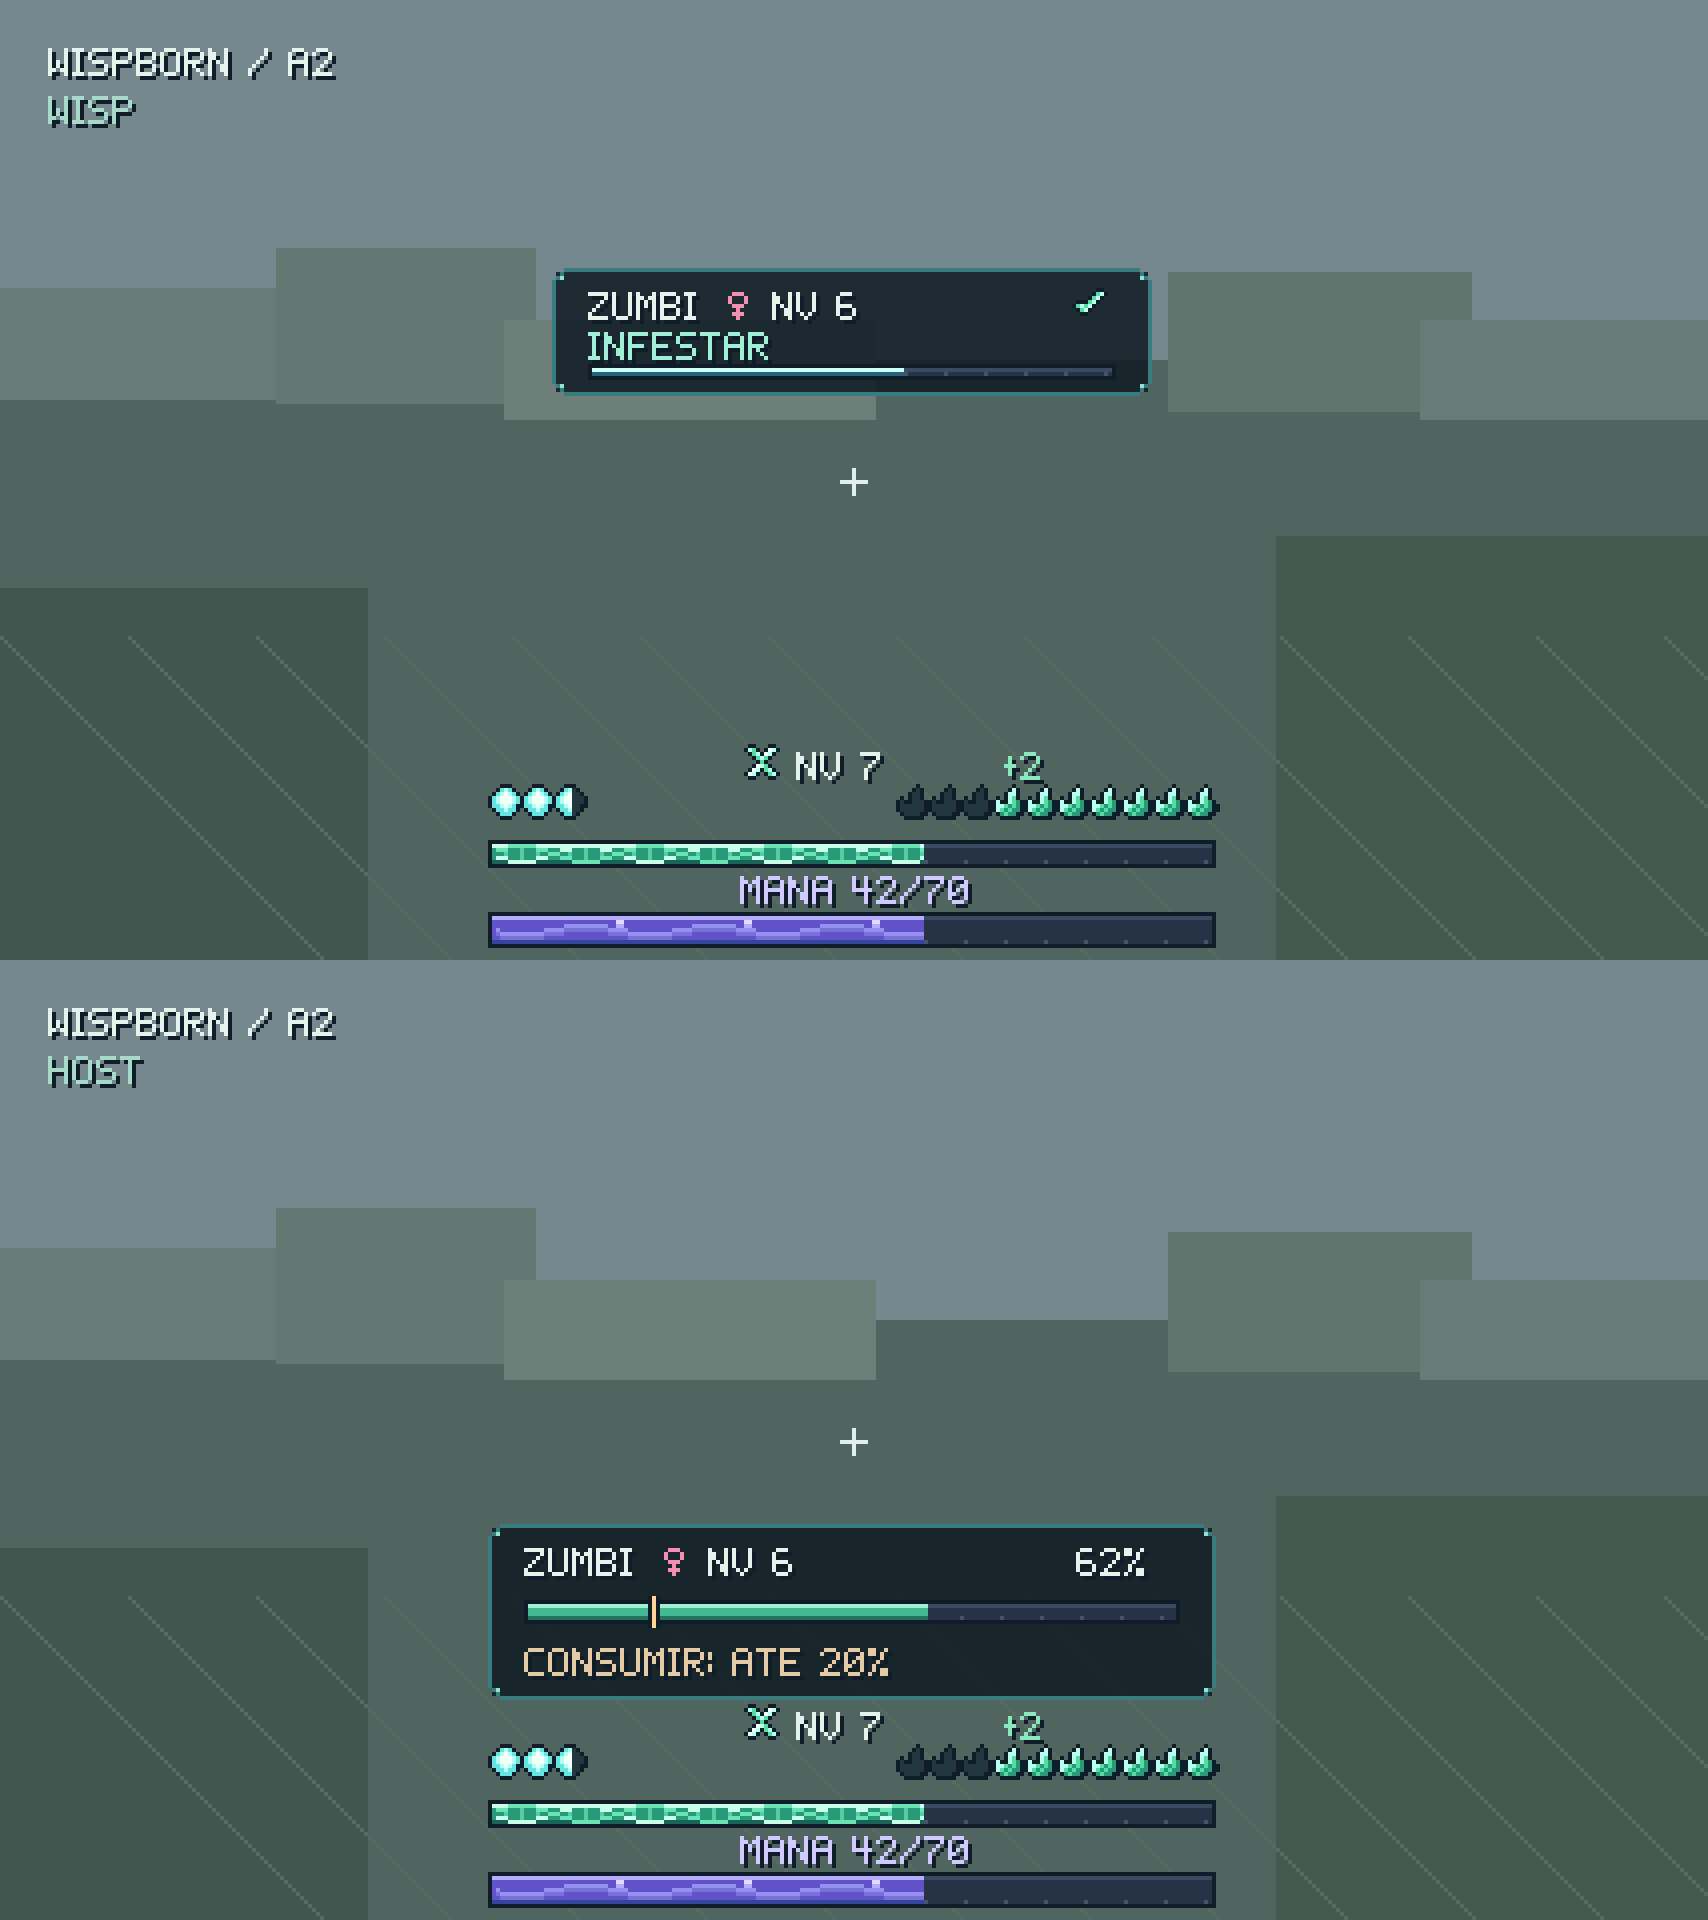 WISPBORN / A2
WISP
ZUMBI ♀ NV 6 ✓
INFESTAR
NV 7 +2
MANA 42/70
WISPBORN / A2
HOST
ZUMBI ♀ NV 6 62%
CONSUMIR: ATE 20%
NV 7 +2
MANA 42/70